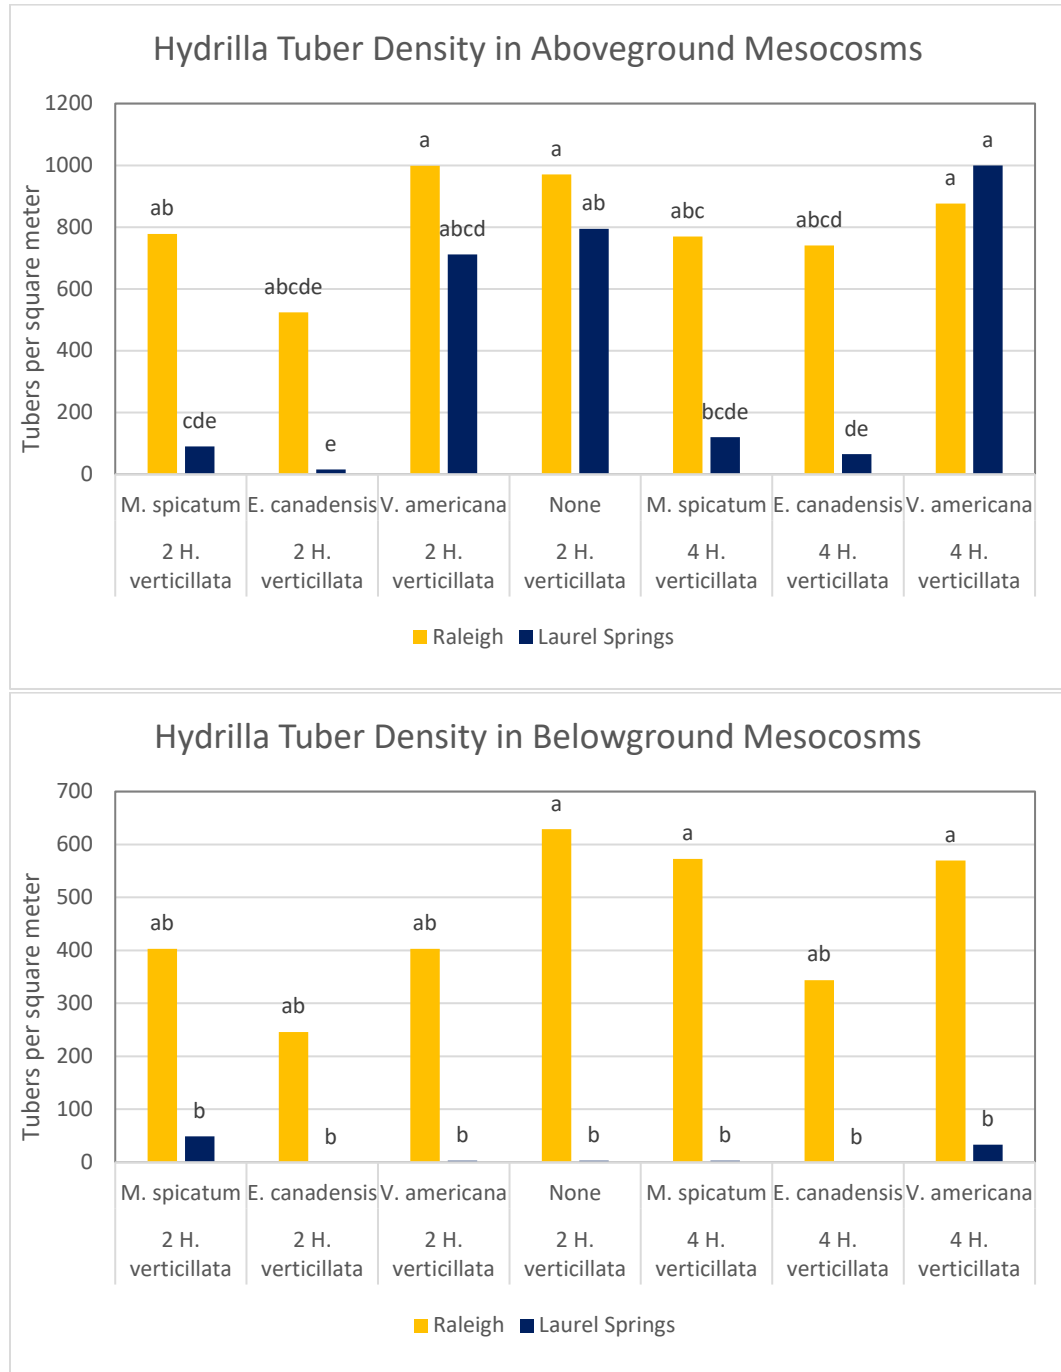 Hydrilla Tuber Density in Aboveground Mesocosms
Tubers per square meter
1200
1000
800
600
400
200
0
ab
cde
abcde
e
a
abcd
a
ab
abc
bcde
abcd
de
a
a
M. spicatum E. canadensis V. americana None M. spicatum E. canadensis V. americana
2 H. 2 H. 2 H. 2 H. 4 H. 4 H. 4 H.
verticillata verticillata verticillata verticillata verticillata verticillata verticillata
Raleigh Laurel Springs
Hydrilla Tuber Density in Belowground Mesocosms
Tubers per square meter
700
600
500
400
300
200
100
0
ab
b
ab
b
ab
b
a
b
a
b
ab
b
a
b
M. spicatum E. canadensis V. americana None M. spicatum E. canadensis V. americana
2 H. 2 H. 2 H. 2 H. 4 H. 4 H. 4 H.
verticillata verticillata verticillata verticillata verticillata verticillata verticillata
Raleigh Laurel Springs